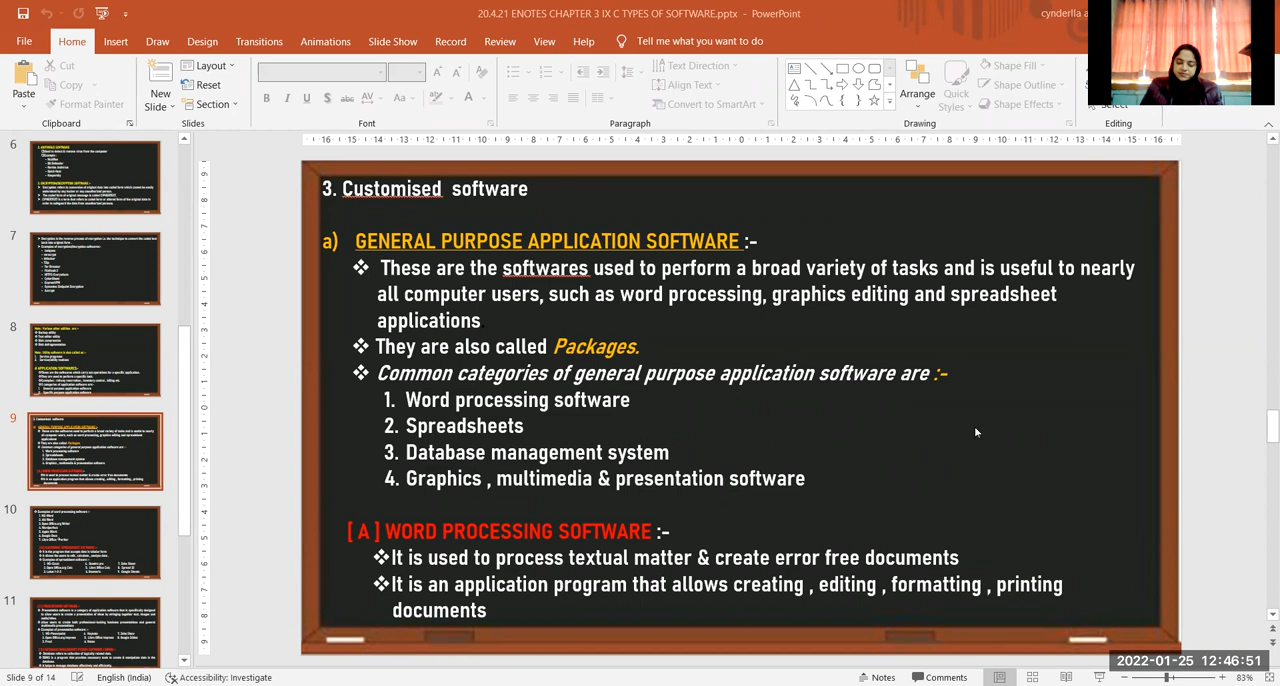 20.4.21 ENOTES CHAPTER 3 IX C TYPES OF SOFTWARE.pptx - PowerPoint
cynderlla a
File Home Insert Draw Design Transitions Animations Slide Show Record Review View Help Tell me what you want to do
Paste
Cut
Copy
Format Painter
Clipboard
New Slide
Layout
Reset
Section
Slides
Font
Text Direction
Align Text
Convert to SmartArt
Paragraph
Arrange
Quick Styles
Shape Fill
Shape Outline
Shape Effects
Drawing
Select
Editing
6
7
8
9
10
11
3. Customised software
a) GENERAL PURPOSE APPLICATION SOFTWARE :-
❖ These are the softwares used to perform a broad variety of tasks and is useful to nearly
all computer users, such as word processing, graphics editing and spreadsheet
applications.
❖ They are also called Packages.
❖ Common categories of general purpose application software are :-
1. Word processing software
2. Spreadsheets
3. Database management system
4. Graphics , multimedia & presentation software
[ A ] WORD PROCESSING SOFTWARE :-
❖It is used to process textual matter & create error free documents
❖It is an application program that allows creating , editing , formatting , printing
documents
2022-01-25 12:46:51
Slide 9 of 14 English (India) Accessibility: Investigate Notes Comments 83%